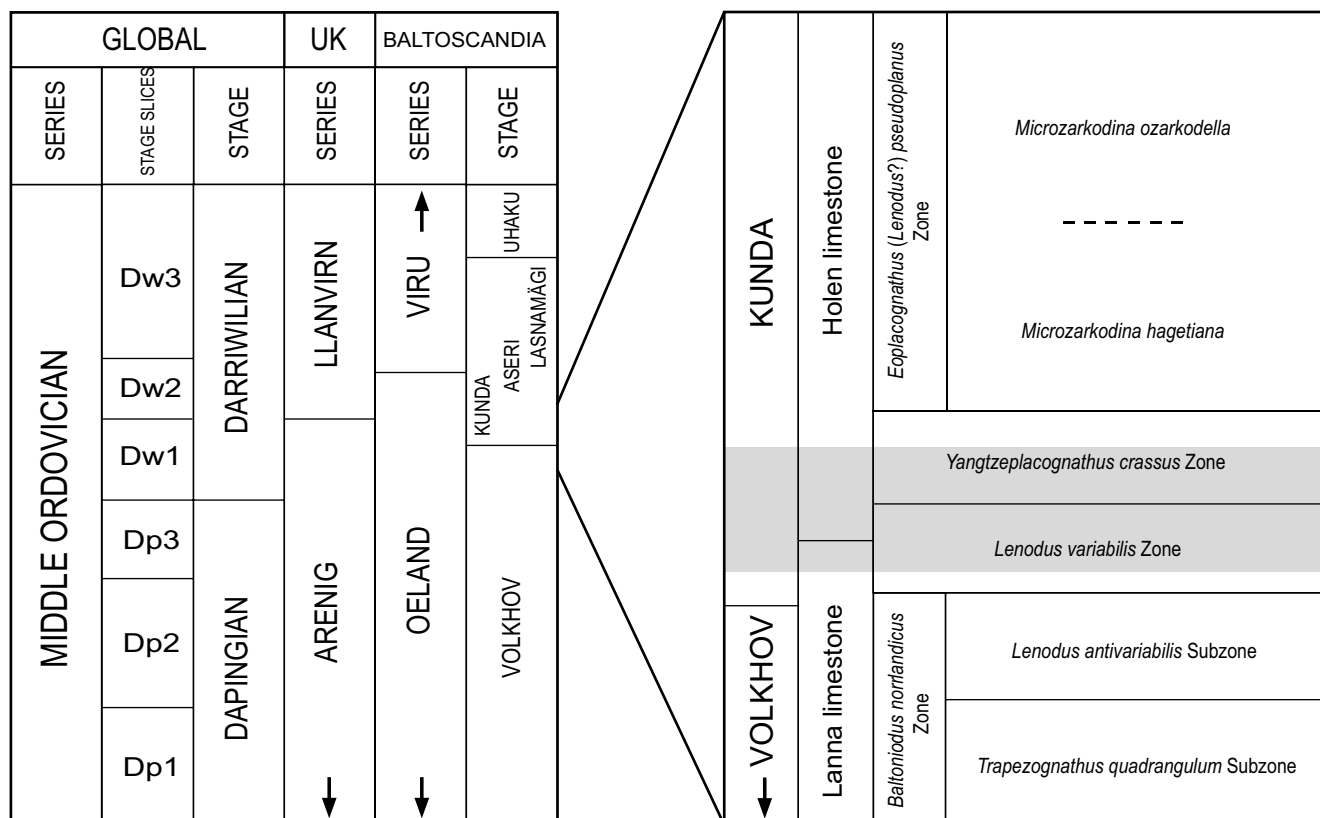 GLOBAL
UK
BALTOSCANDIA
SERIES
STAGE SLICES
STAGE
SERIES
SERIES
STAGE
MIDDLE ORDOVICIAN
Dw3
Dw2
Dw1
Dp3
Dp2
Dp1
DARRIWILIAN
DAPINGIAN
LLANVIRN
ARENIG
VIRU
OELAND
UHAKU
LASNAMÄGI
ASERI
KUNDA
VOLKHOV
KUNDA
VOLKHOV
Holen limestone
Lanna limestone
Eoplacognathus (Lenodus?) pseudoplanus
Zone
Microzarkodina ozarkodella
Microzarkodina hagetiana
Yangtzeplacognathus crassus Zone
Lenodus variabilis Zone
Baltoniodus norrlandicus
Zone
Lenodus antivariabilis Subzone
Trapezognathus quadrangulum Subzone